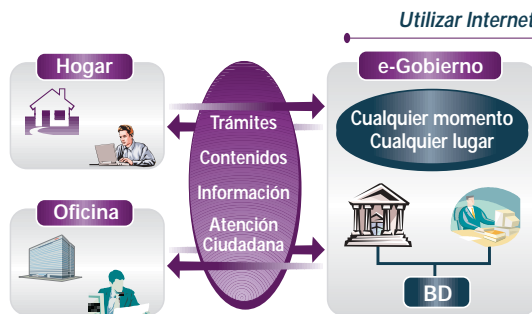 Utilizar Internet
Hogar
e-Gobierno
Trámites
Contenidos
Información
Atención
Ciudadana
Cualquier momento
Cualquier lugar
Oficina
BD